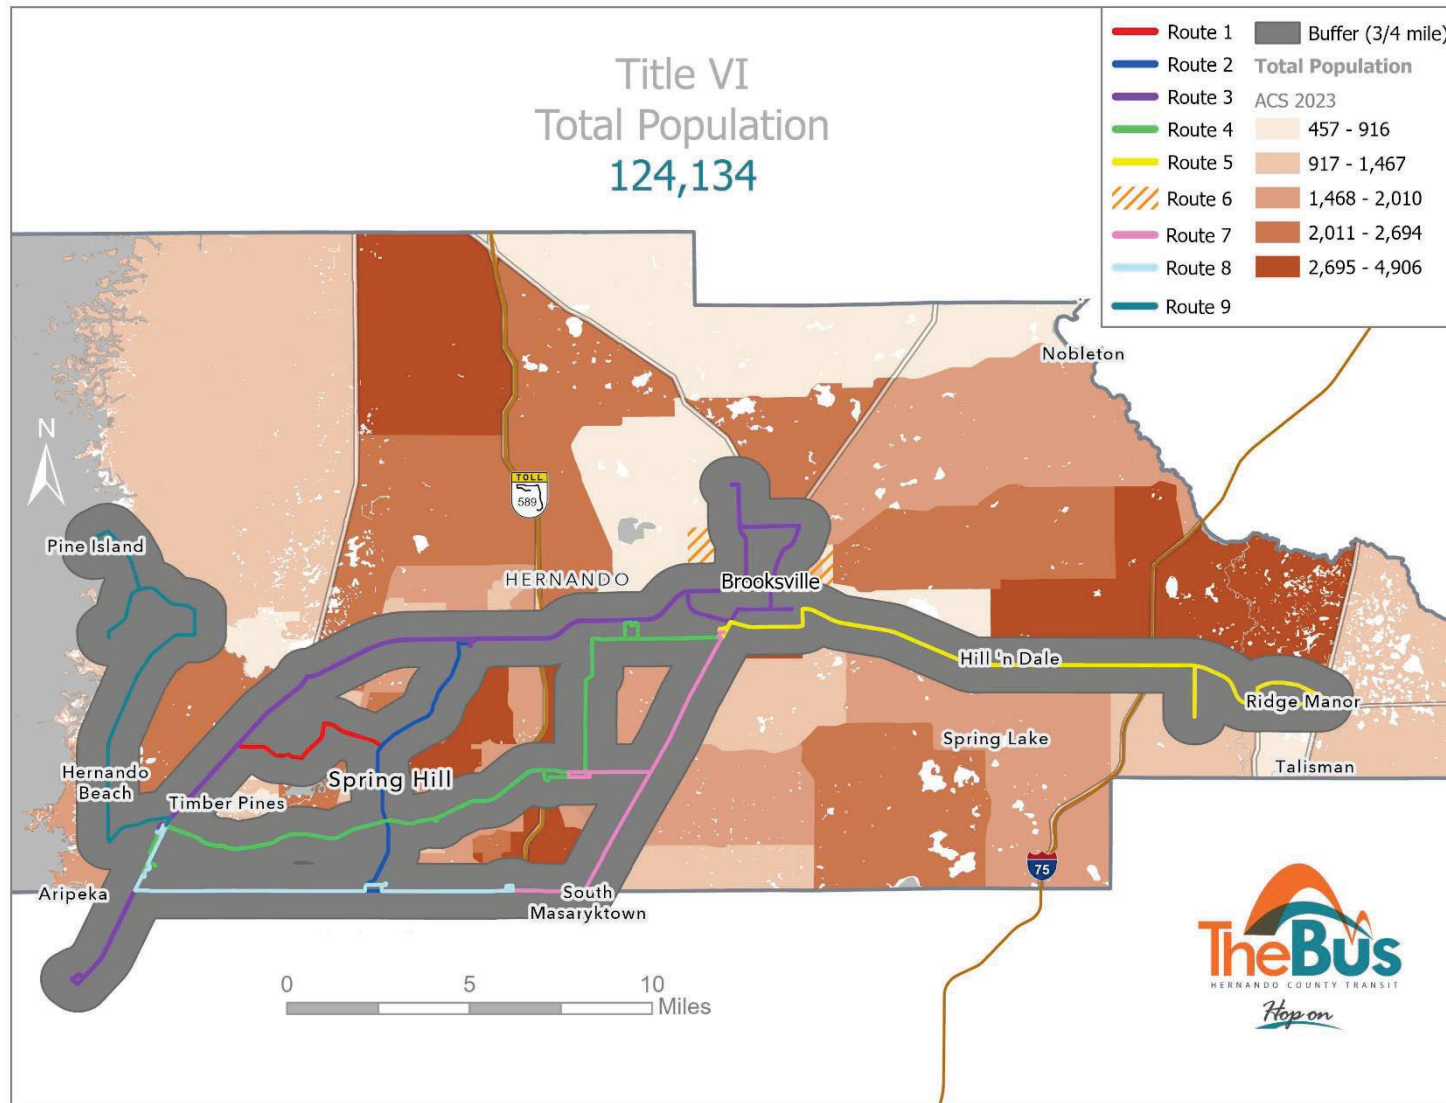 Title VI
Total Population
124,134
Route 1
Route 2
Route 3
Route 4
Route 5
Route 6
Route 7
Route 8
Route 9
Buffer (3/4 mile)
Total Population
ACS 2023
457 - 916
917 - 1,467
1,468 - 2,010
2,011 - 2,694
2,695 - 4,906
Nobleton
N
TOLL
589
Pine Island
HERNANDO
Brooksville
Hill 'n Dale
Ridge Manor
Spring Lake
Talisman
Hernando
Beach
Timber Pines
Spring Hill
75
Aripeka
South
Masaryktown
0 5 10
Miles
TheBus
HERNANDO COUNTY TRANSIT
Hop on